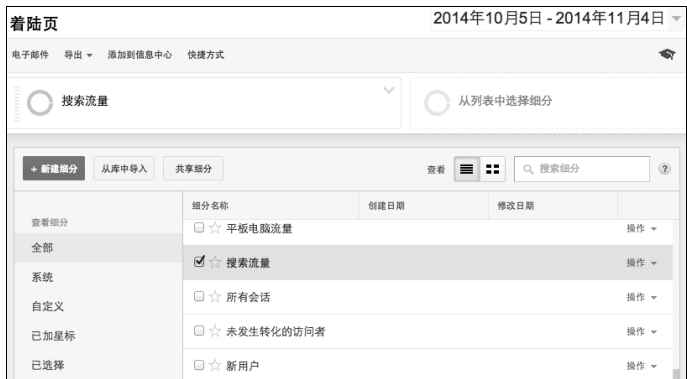 着陆页
2014年10月5日 - 2014年11月4日
电子邮件 导出 添加到信息中心 快捷方式
搜索流量
从列表中选择细分
+ 新建细分 从库中导入 共享细分 查看 搜索细分 ?
细分名称 创建日期 修改日期
查看细分
平板电脑流量 操作
全部
搜索流量 操作
系统
所有会话 操作
自定义
未发生转化的访问者 操作
已加星标
已选择
新用户 操作